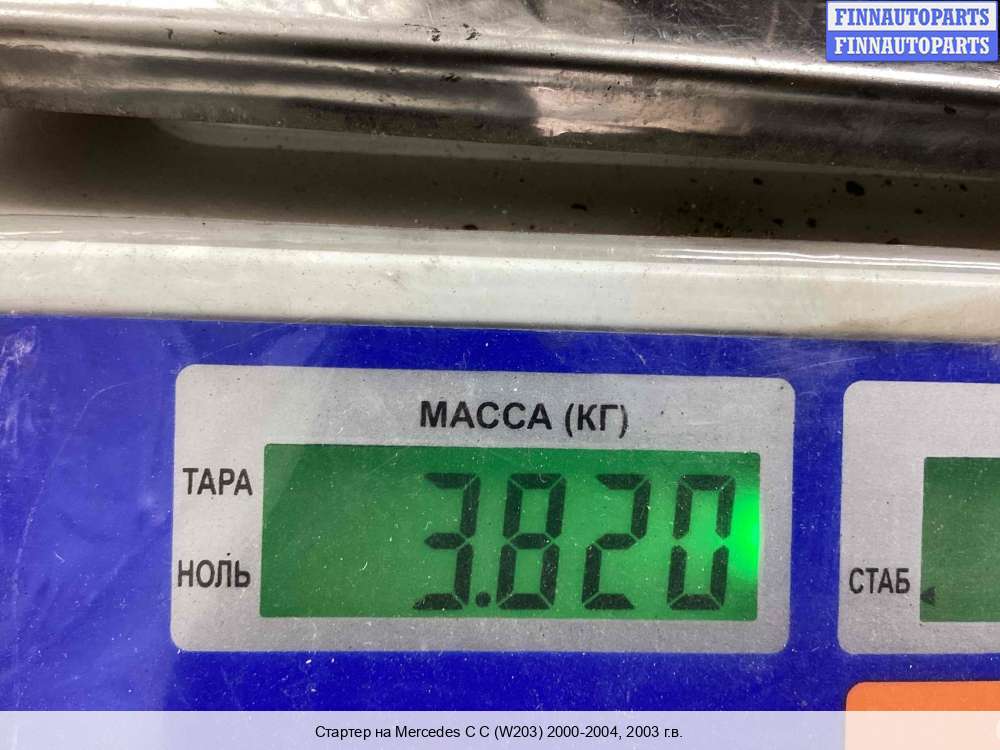 FINNAUTOPARTS
FINNAUTOPARTS
МАССА (КГ)
ТАРА
3.820
НОЛЬ
СТАБ
Стартер на Mercedes C C (W203) 2000-2004, 2003 г.в.